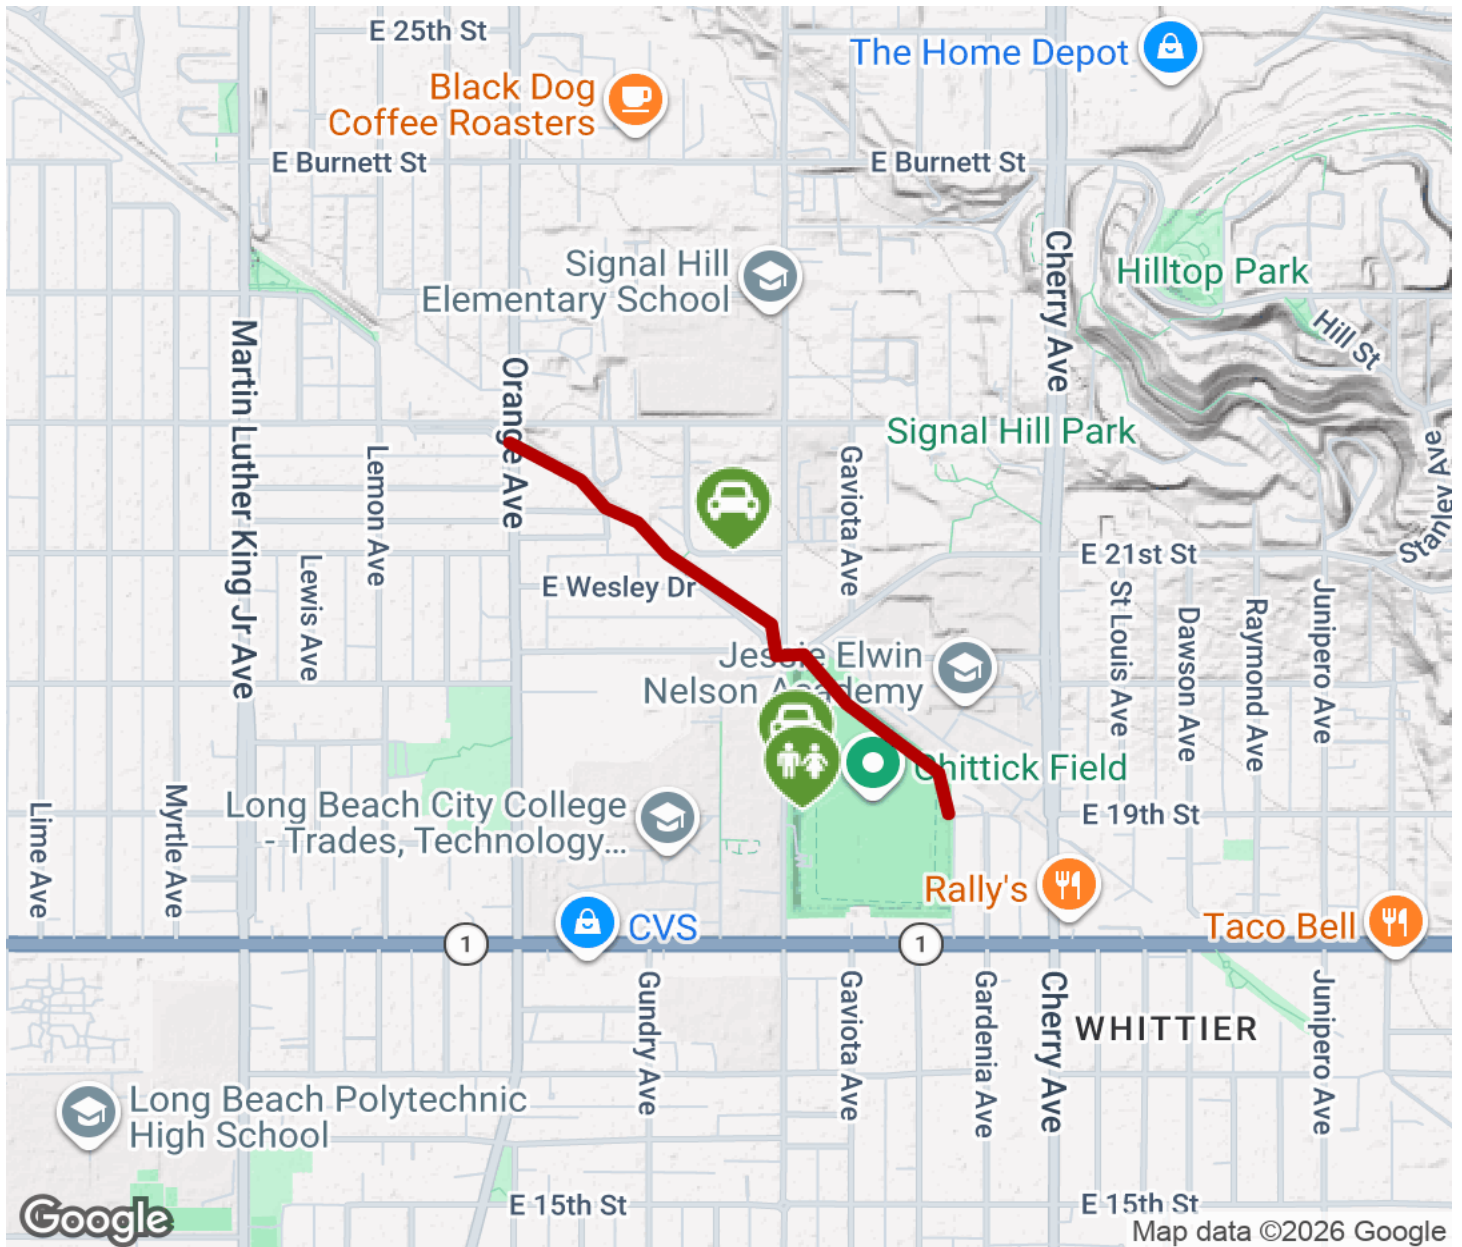 E 25th St
The Home Depot
Black Dog
Coffee Roasters
E Burnett St
E Burnett St
Signal Hill
Elementary School
Cherry Ave
Hilltop Park
Hill St
Martin Luther King Jr Ave
Orange Ave
Signal Hill Park
Stanley Ave
Lemon Ave
Gaviota Ave
E 21st St
Lewis Ave
E Wesley Dr
St Louis Ave
Dawson Ave
Raymond Ave
Junipero Ave
Jessie Elwin
Nelson Academy
Chittick Field
Lime Ave
Myrtle Ave
Long Beach City College
- Trades, Technology...
E 19th St
Rally's
CVS
Taco Bell
1
1
Gundry Ave
Gaviota Ave
Gardenia Ave
Cherry Ave
WHITTIER
Junipero Ave
Long Beach Polytechnic
High School
E 15th St
E 15th St
Google
Map data ©2026 Google